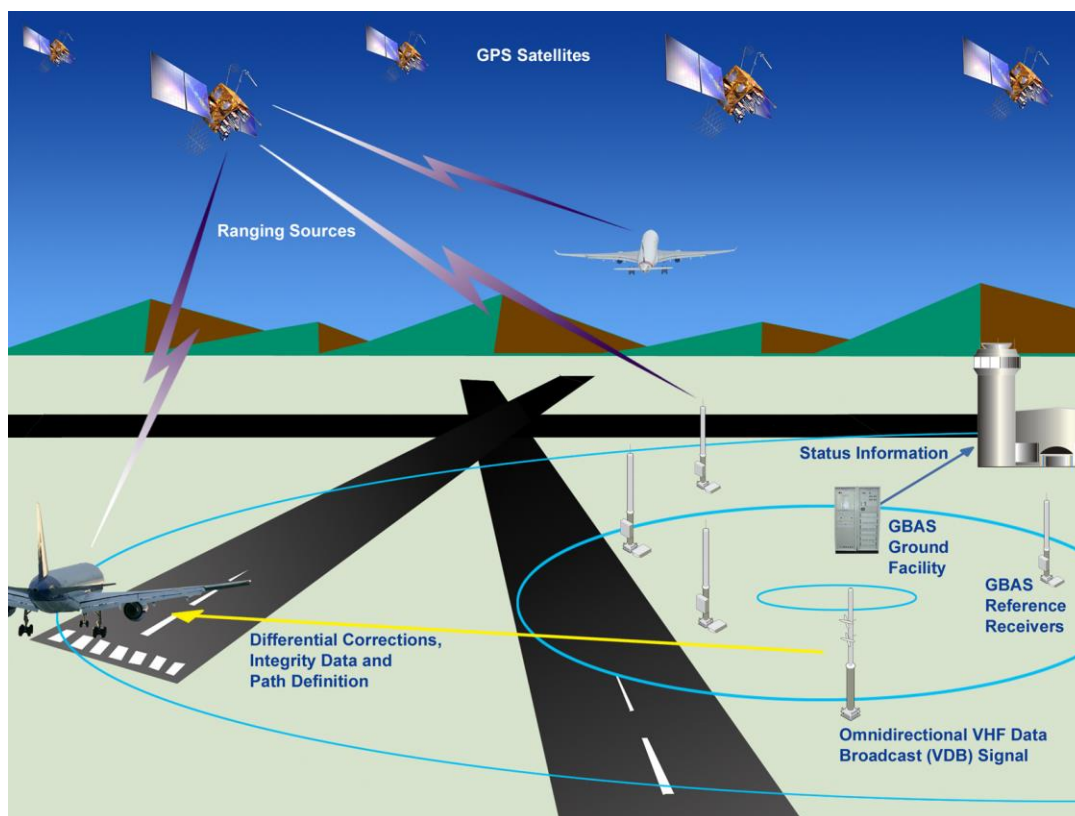 GPS Satellites
Ranging Sources
Status Information
GBAS
Ground
Facility
GBAS
Reference
Receivers
Differential Corrections,
Integrity Data and
Path Definition
Omnidirectional VHF Data
Broadcast (VDB) Signal